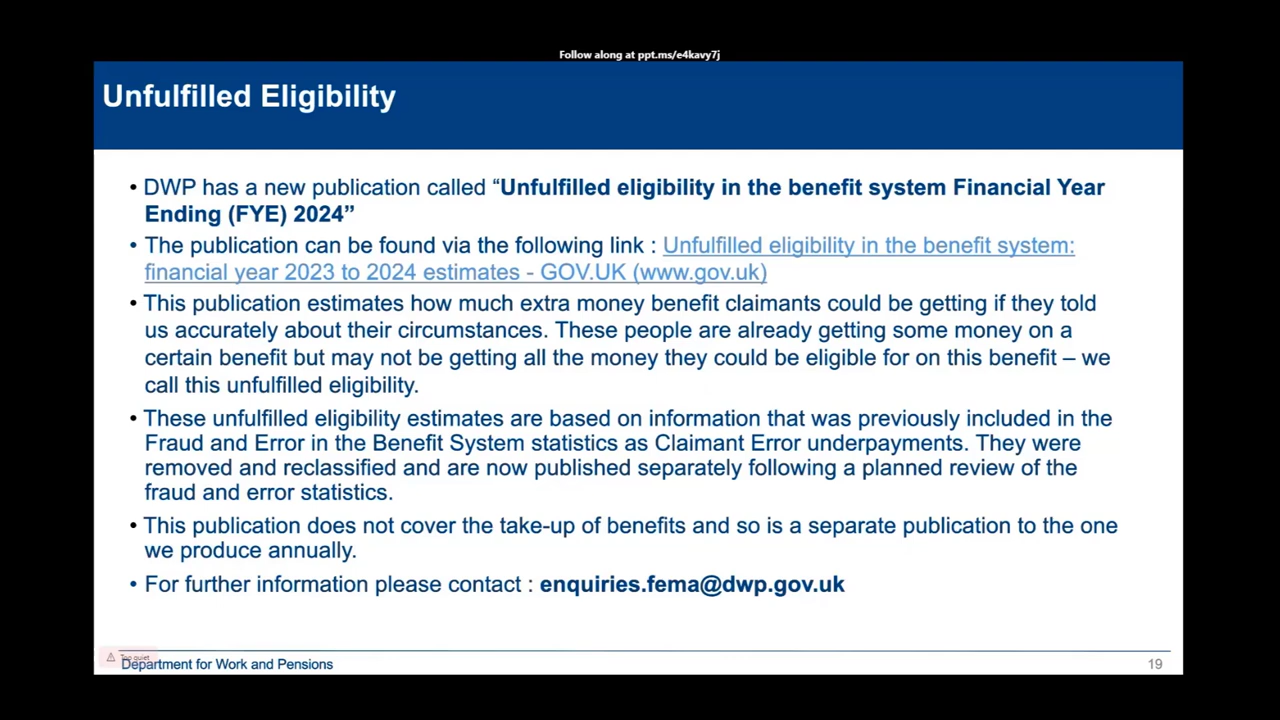 Follow along at ppt.ms/e4kavy7j
Unfulfilled Eligibility
• DWP has a new publication called “Unfulfilled eligibility in the benefit system Financial Year
Ending (FYE) 2024”
• The publication can be found via the following link : Unfulfilled eligibility in the benefit system:
financial year 2023 to 2024 estimates - GOV.UK (www.gov.uk)
• This publication estimates how much extra money benefit claimants could be getting if they told
us accurately about their circumstances. These people are already getting some money on a
certain benefit but may not be getting all the money they could be eligible for on this benefit – we
call this unfulfilled eligibility.
• These unfulfilled eligibility estimates are based on information that was previously included in the
Fraud and Error in the Benefit System statistics as Claimant Error underpayments. They were
removed and reclassified and are now published separately following a planned review of the
fraud and error statistics.
• This publication does not cover the take-up of benefits and so is a separate publication to the one
we produce annually.
• For further information please contact : enquiries.fema@dwp.gov.uk
Too quiet
Department for Work and Pensions
19